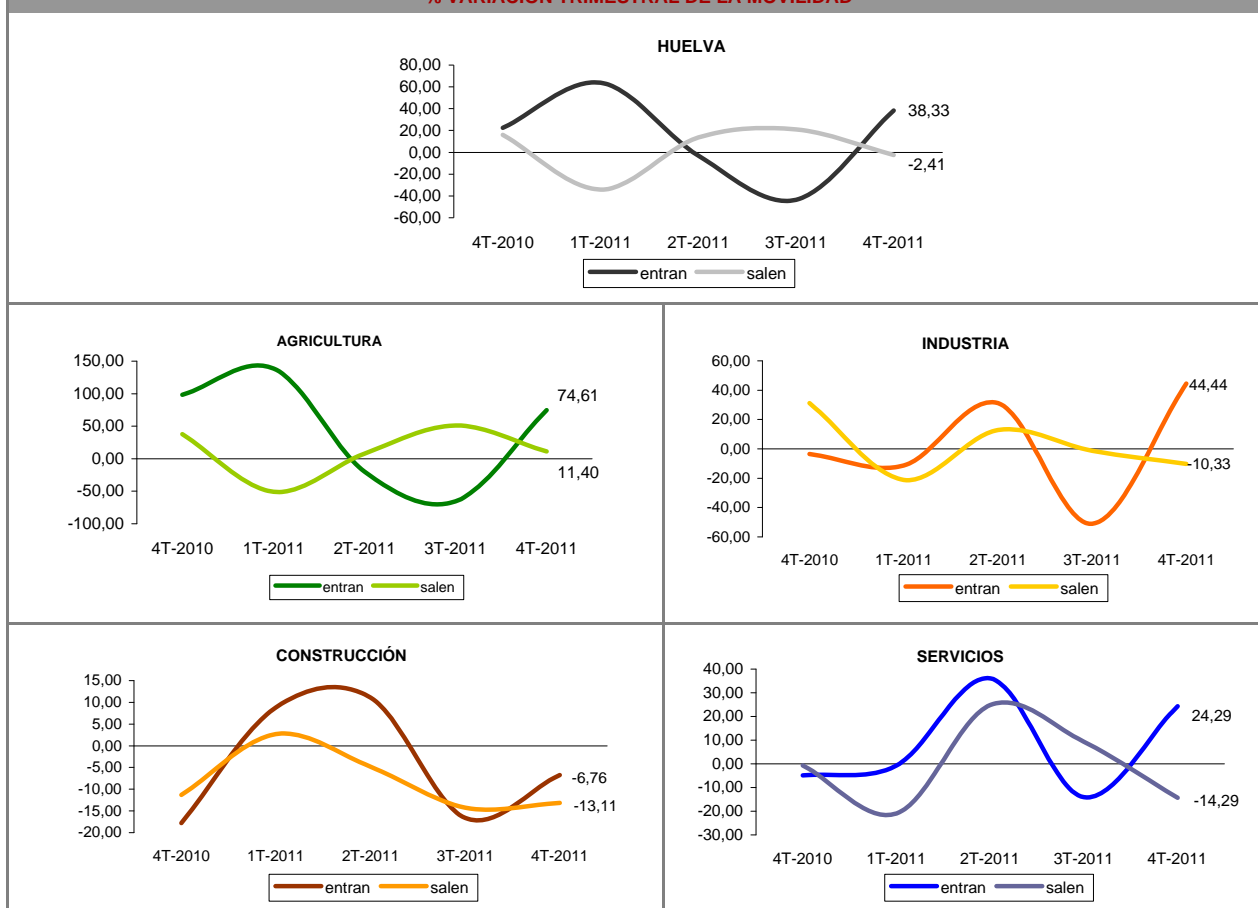 % VARIACIÓN TRIMESTRAL DE LA MOVILIDAD
HUELVA
80,00
60,00
40,00
20,00
0,00
-20,00
-40,00
-60,00
38,33
-2,41
4T-2010 1T-2011 2T-2011 3T-2011 4T-2011
entran salen
AGRICULTURA
150,00
100,00
50,00
0,00
-50,00
-100,00
74,61
11,40
4T-2010 1T-2011 2T-2011 3T-2011 4T-2011
entran salen
INDUSTRIA
60,00
40,00
20,00
0,00
-20,00
-40,00
-60,00
44,44
-10,33
4T-2010 1T-2011 2T-2011 3T-2011 4T-2011
entran salen
CONSTRUCCIÓN
15,00
10,00
5,00
0,00
-5,00
-10,00
-15,00
-20,00
-6,76
-13,11
4T-2010 1T-2011 2T-2011 3T-2011 4T-2011
entran salen
SERVICIOS
40,00
30,00
20,00
10,00
0,00
-10,00
-20,00
-30,00
24,29
-14,29
4T-2010 1T-2011 2T-2011 3T-2011 4T-2011
entran salen